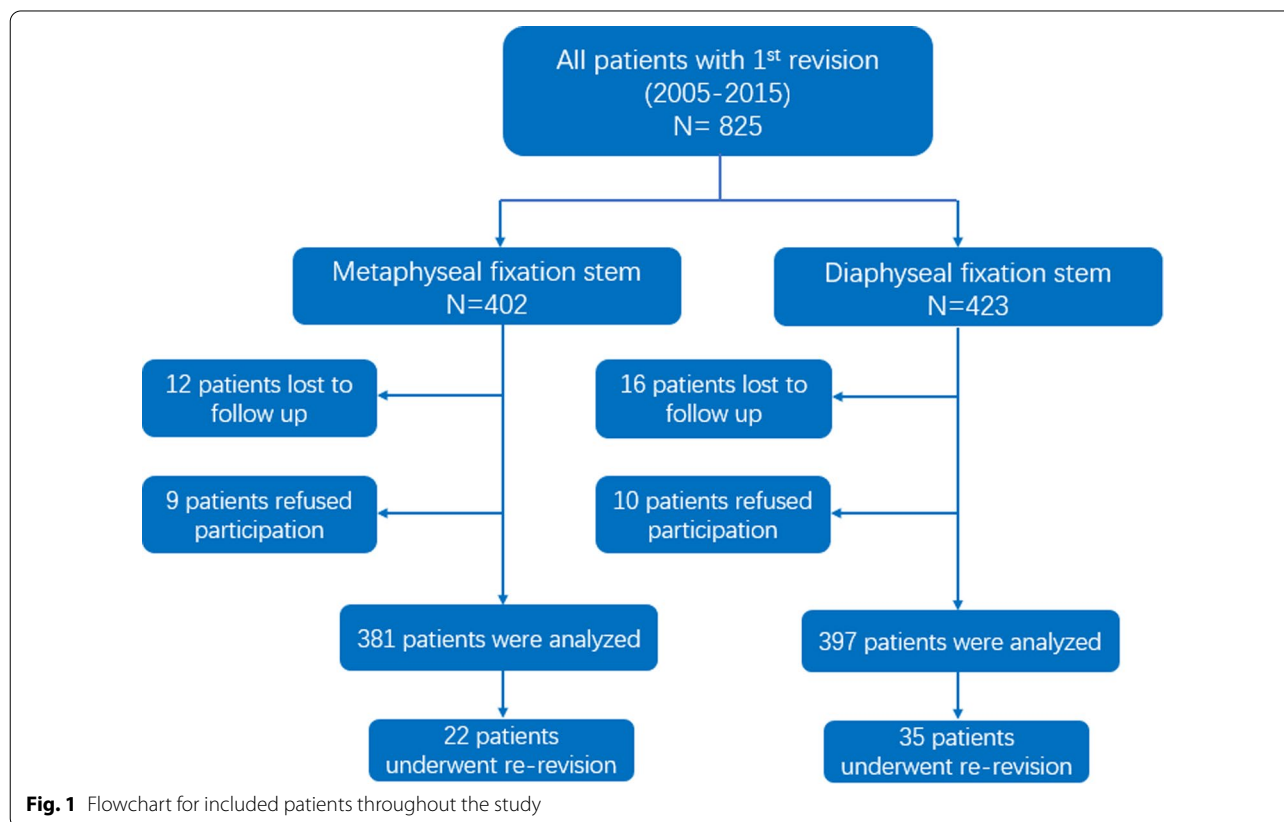 All patients with 1st revision
(2005-2015)
N= 825
Metaphyseal fixation stem
N=402
Diaphyseal fixation stem
N=423
12 patients lost to
follow up
16 patients lost to
follow up
9 patients refused
participation
10 patients refused
participation
381 patients were analyzed
397 patients were analyzed
22 patients
underwent re-revision
35 patients
underwent re-revision
Fig. 1 Flowchart for included patients throughout the study